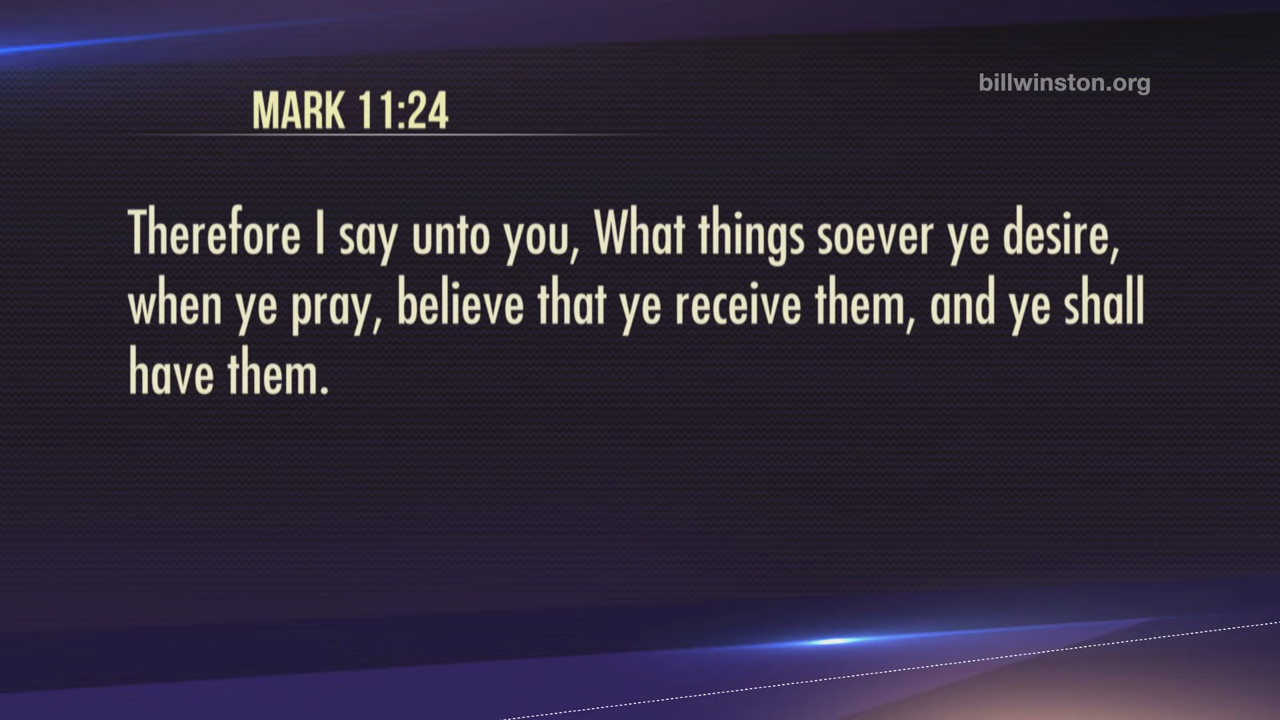 billwinston.org
MARK 11:24
Therefore I say unto you, What things soever ye desire,
when ye pray, believe that ye receive them, and ye shall
have them.